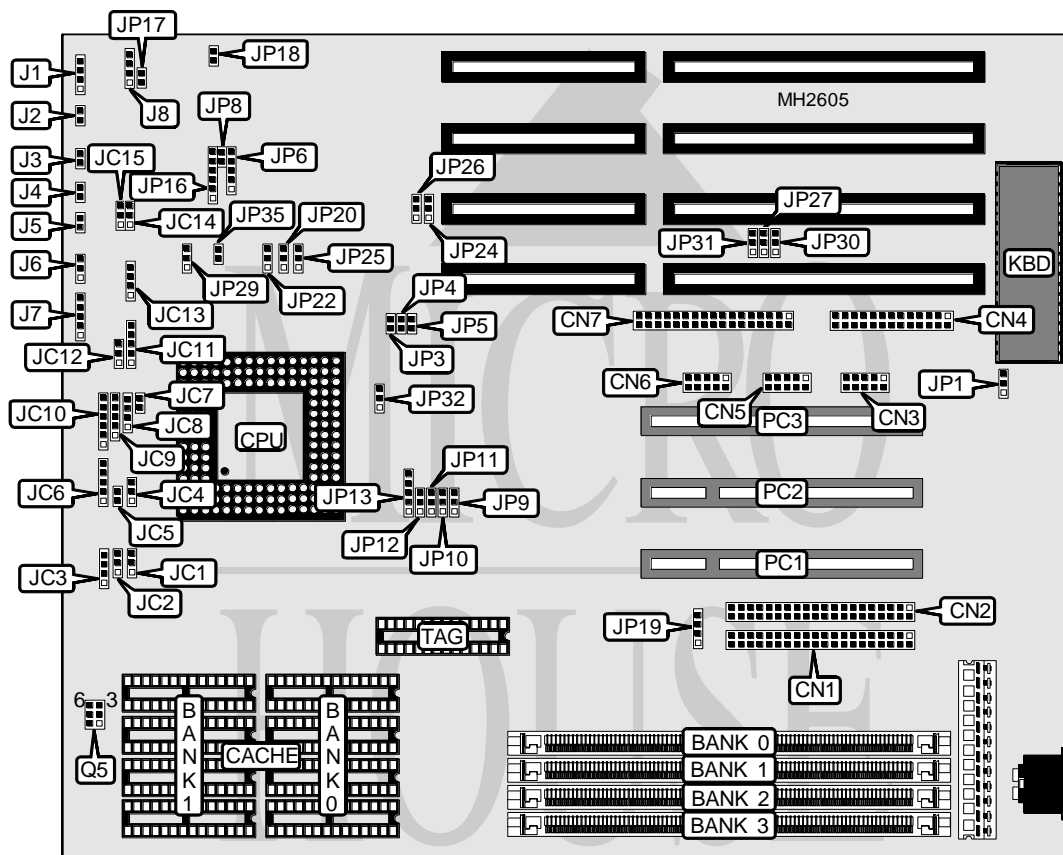 JP17
JP18
J1
J8
MH2605
J2
JP8
J3
JC15
JP6
JP26
J4
JP16
JP27
J5
JC14
JP35
JP20
JP24
JP31
JP30
J6
JP25
KBD
JP29
JP22
JP4
J7
JC13
CN7
CN4
JP5
JP3
JC12
JC11
CN6
JP1
JC7
JP32
CN5
CN3
JC10
JC8
PC3
CPU
JC9
JP11
JC6
JC4
JP13
JP9
PC2
JC5
JP12
JP10
JC3
JC1
PC1
JC2
CN2
JP19
TAG
CN1
6 3
BANK 1
BANK 0
CACHE
Q5
BANK 0
BANK 1
BANK 2
BANK 3
MICRO
HOUSE